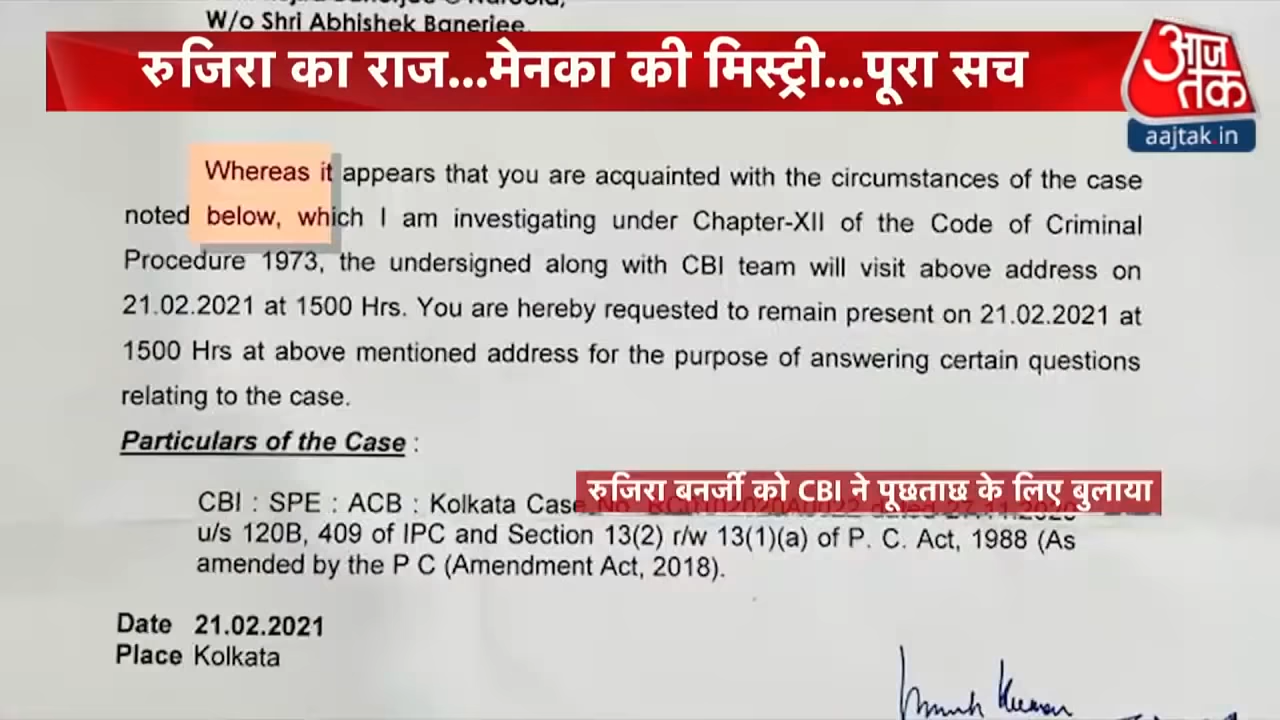 W/o Shri Abhishek Banerjee,
रुजिरा का राज...मेनका की मिस्ट्री...पूरा सच
आज
तक
aajtak.in
Whereas it appears that you are acquainted with the circumstances of the case
noted below, which I am investigating under Chapter-XII of the Code of Criminal
Procedure 1973, the undersigned along with CBI team will visit above address on
21.02.2021 at 1500 Hrs. You are hereby requested to remain present on 21.02.2021 at
1500 Hrs at above mentioned address for the purpose of answering certain questions
relating to the case.
Particulars of the Case :
रुजिरा बनर्जी को CBI ने पूछताछ के लिए बुलाया
CBI : SPE : ACB : Kolkata Case
u/s 120B, 409 of IPC and Section 13(2) r/w 13(1)(a) of P. C. Act, 1988 (As
amended by the P C (Amendment Act, 2018).
Date 21.02.2021
Place Kolkata